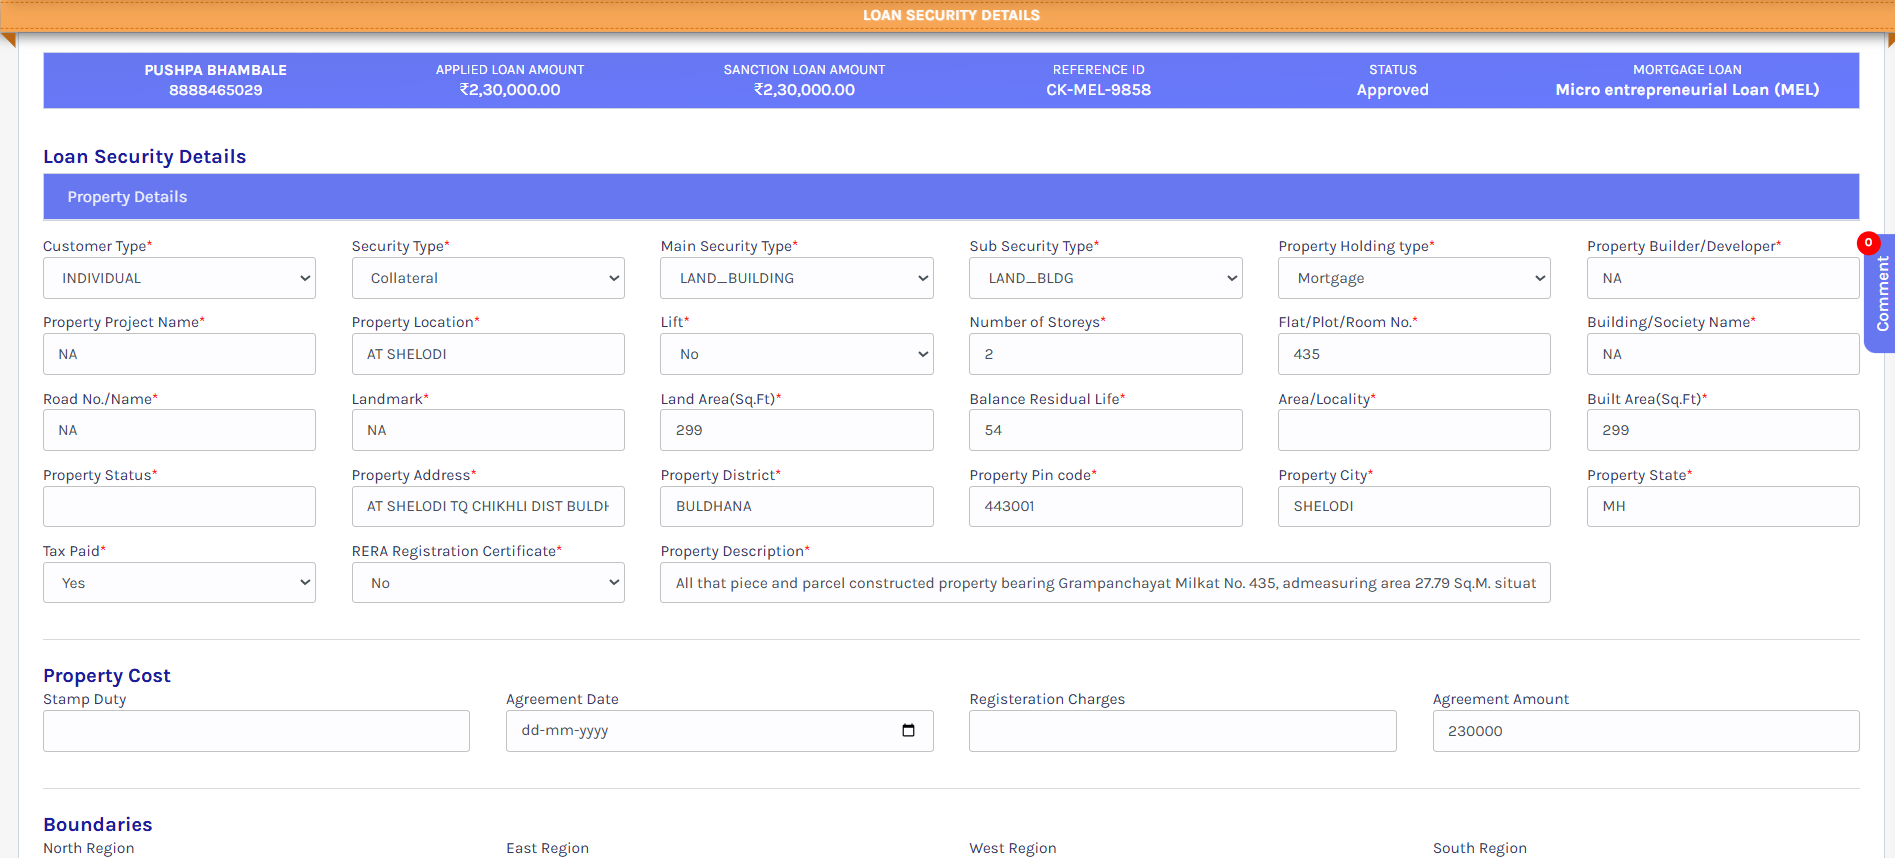 LOAN SECURITY DETAILS
PUSHPA BHAMBALE APPLIED LOAN AMOUNT SANCTION LOAN AMOUNT REFERENCE ID STATUS MORTGAGE LOAN
8888465029 ₹2,30,000.00 ₹2,30,000.00 CK-MEL-9858 Approved Micro entrepreneurial Loan (MEL)
Loan Security Details
Property Details
Customer Type* Security Type* Main Security Type* Sub Security Type* Property Holding type* Property Builder/Developer*
INDIVIDUAL Collateral LAND_BUILDING LAND_BLDG Mortgage NA
0
Comment
Property Project Name* Property Location* Lift* Number of Storeys* Flat/Plot/Room No.* Building/Society Name*
NA AT SHELODI No 2 435 NA
Road No./Name* Landmark* Land Area(Sq.Ft)* Balance Residual Life* Area/Locality* Built Area(Sq.Ft)*
NA NA 299 54 299
Property Status* Property Address* Property District* Property Pin code* Property City* Property State*
AT SHELODI TQ CHIKHLI DIST BULDH BULDHANA 443001 SHELODI MH
Tax Paid* RERA Registration Certificate* Property Description*
Yes No All that piece and parcel constructed property bearing Grampanchayat Milkat No. 435, admeasuring area 27.79 Sq.M. situat
Property Cost
Stamp Duty Agreement Date Registeration Charges Agreement Amount
dd-mm-yyyy 230000
Boundaries
North Region East Region West Region South Region